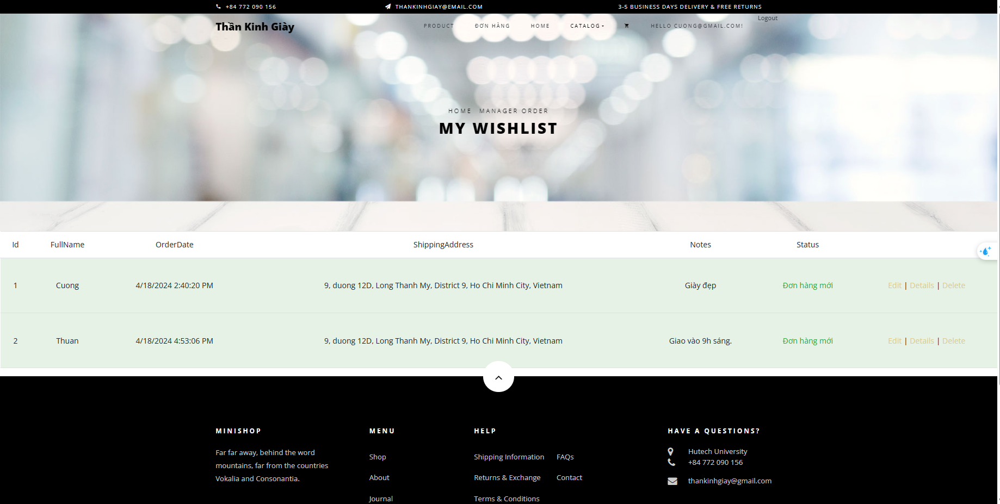 +84 772 090 156 THANKINHGIAY@EMAIL.COM 3-5 BUSINESS DAYS DELIVERY & FREE RETURNS
Thần Kinh Giày PRODUCT ĐƠN HÀNG HOME CATALOG HELLO CUONG@GMAIL.COM! Logout
HOME MANAGER ORDER
MY WISHLIST
Id FullName OrderDate ShippingAddress Notes Status
1 Cuong 4/18/2024 2:40:20 PM 9, duong 12D, Long Thanh My, District 9, Ho Chi Minh City, Vietnam Giày đẹp Đơn hàng mới Edit | Details | Delete
2 Thuan 4/18/2024 4:53:06 PM 9, duong 12D, Long Thanh My, District 9, Ho Chi Minh City, Vietnam Giao vào 9h sáng. Đơn hàng mới Edit | Details | Delete
MINISHOP
Far far away, behind the word
mountains, far from the countries
Vokalia and Consonantia.
MENU
Shop
About
Journal
HELP
Shipping Information
Returns & Exchange
Terms & Conditions
FAQs
Contact
HAVE A QUESTIONS?
Hutech University
+84 772 090 156
thankinhgiay@gmail.com